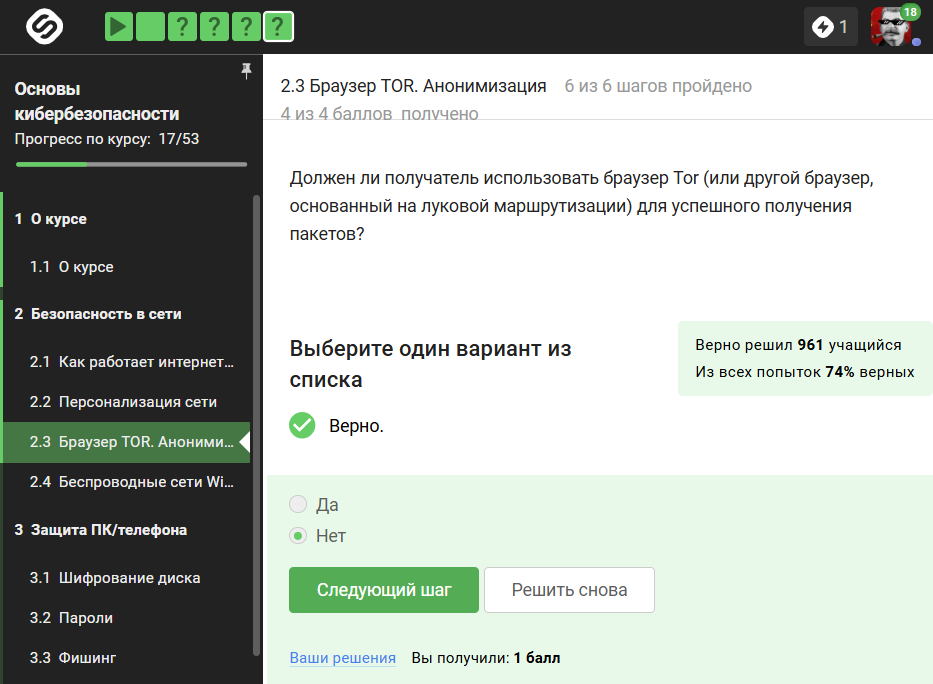 ? ? ? ?
1
18
Основы
кибербезопасности
Прогресс по курсу: 17/53
1 О курсе
1.1 О курсе
2 Безопасность в сети
2.1 Как работает интернет...
2.2 Персонализация сети
2.3 Браузер TOR. Аноними...
2.4 Беспроводные сети Wi...
3 Защита ПК/телефона
3.1 Шифрование диска
3.2 Пароли
3.3 Фишинг
2.3 Браузер TOR. Анонимизация 6 из 6 шагов пройдено
4 из 4 баллов получено
Должен ли получатель использовать браузер Tor (или другой браузер,
основанный на луковой маршрутизации) для успешного получения
пакетов?
Выберите один вариант из
списка
Верно решил 961 учащийся
Из всех попыток 74% верных
Верно.
Да
Нет
Следующий шаг
Решить снова
Ваши решения Вы получили: 1 балл